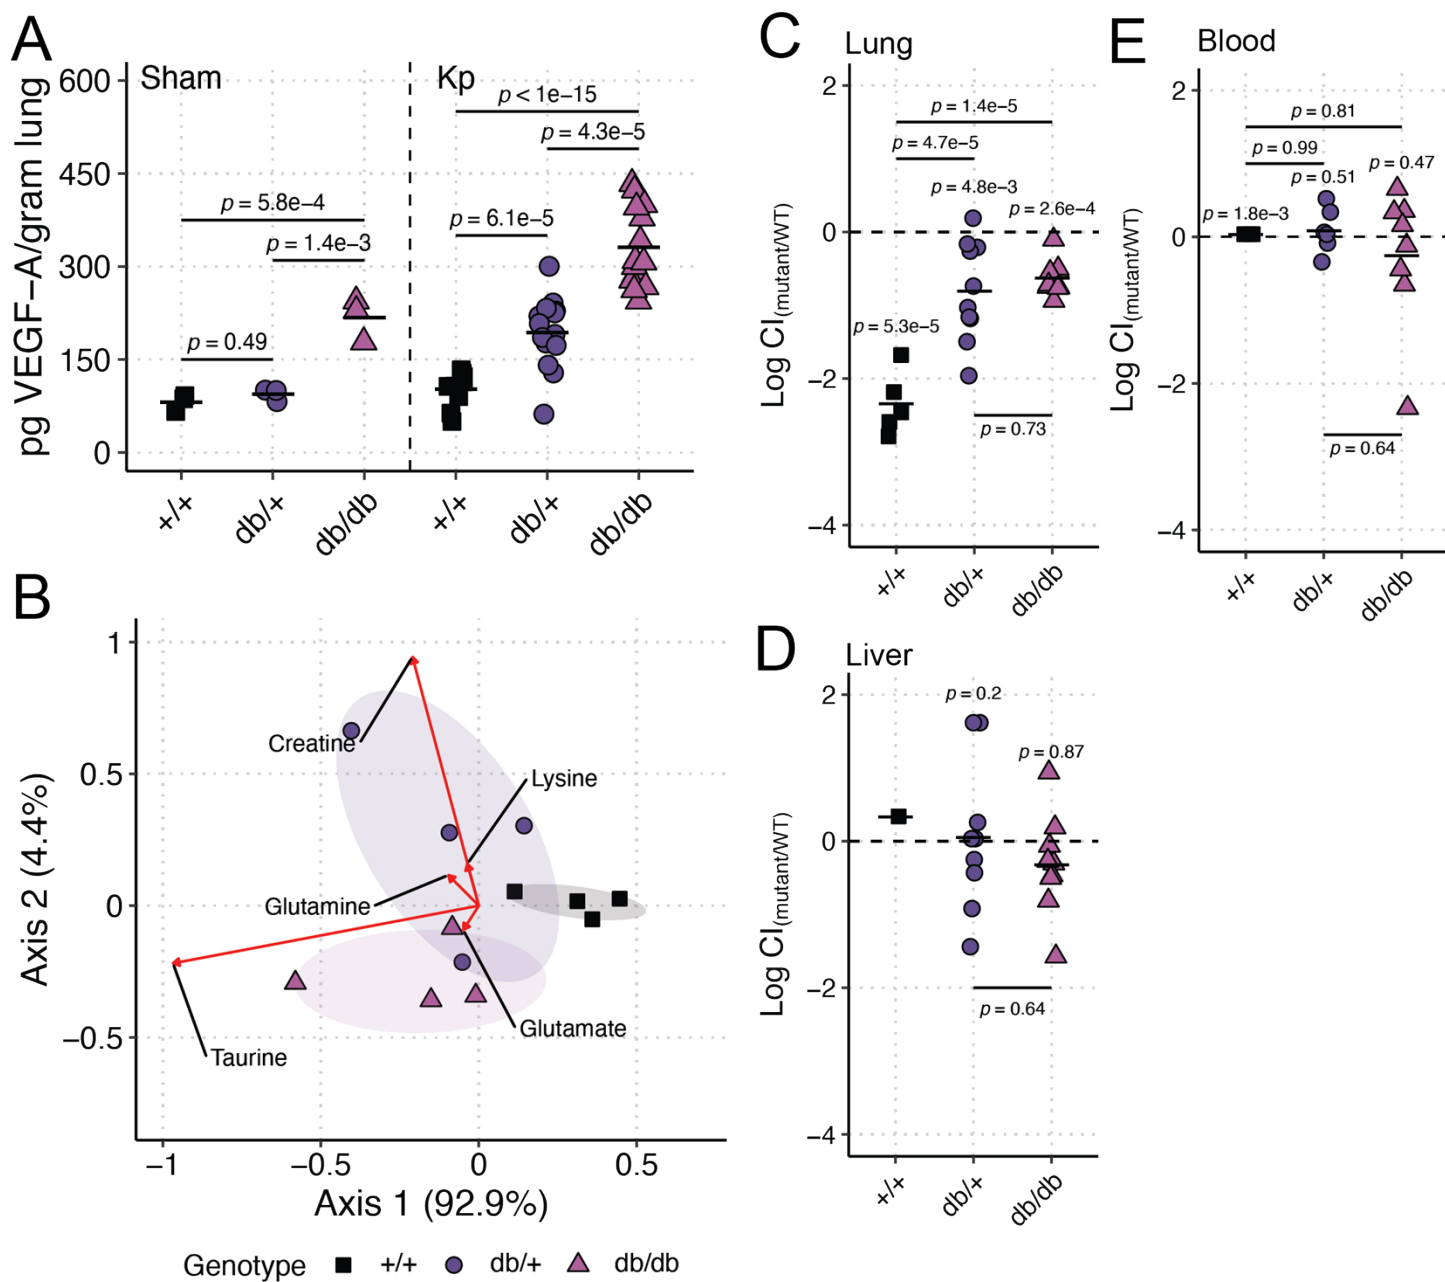 A
Sham
Kp
pg VEGF−A/gram lung
600
450
300
150
0
p = 5.8e−4
p = 1.4e−3
p = 0.49
p < 1e−15
p = 4.3e−5
p = 6.1e−5
+/+
db/+
db/db
+/+
db/+
db/db
B
Axis 2 (4.4%)
1
0.5
0
−0.5
Creatine
Lysine
Glutamine
Glutamate
Taurine
−1
−0.5
0
0.5
Axis 1 (92.9%)
Genotype
+/+
db/+
db/db
C
Lung
Log CI(mutant/WT)
2
0
−2
−4
p = 1.4e−5
p = 4.7e−5
p = 4.8e−3
p = 2.6e−4
p = 5.3e−5
p = 0.73
+/+
db/+
db/db
D
Liver
Log CI(mutant/WT)
2
0
−2
−4
p = 0.2
p = 0.87
p = 0.64
+/+
db/+
db/db
E
Blood
Log CI(mutant/WT)
2
0
−2
−4
p = 0.81
p = 0.99
p = 0.47
p = 0.51
p = 1.8e−3
p = 0.64
+/+
db/+
db/db